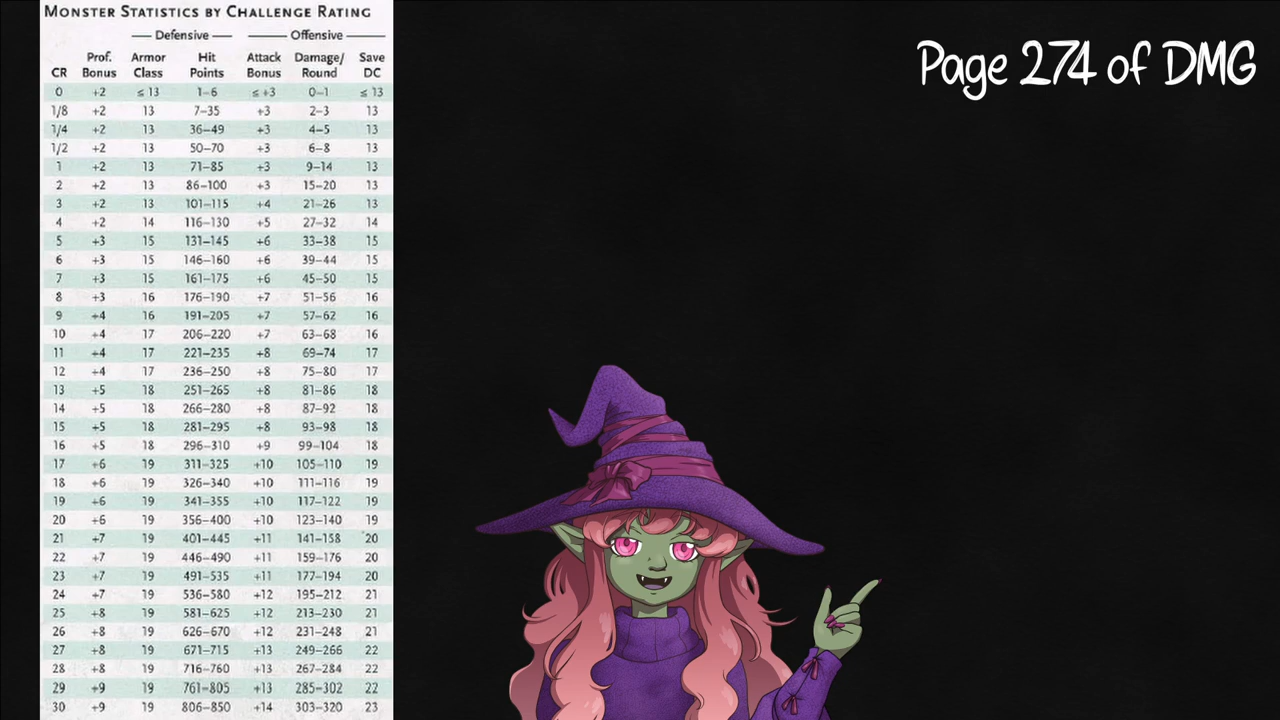 MONSTER STATISTICS BY CHALLENGE RATING
Defensive Offensive
Prof. Armor Hit Attack Damage/ Save
CR Bonus Class Points Bonus Round DC
0 +2 ≤ 13 1–6 ≤ +3 0–1 ≤ 13
1/8 +2 13 7–35 +3 2–3 13
1/4 +2 13 36–49 +3 4–5 13
1/2 +2 13 50–70 +3 6–8 13
1 +2 13 71–85 +3 9–14 13
2 +2 13 86–100 +3 15–20 13
3 +2 13 101–115 +4 21–26 13
4 +2 14 116–130 +5 27–32 14
5 +3 15 131–145 +6 33–38 15
6 +3 15 146–160 +6 39–44 15
7 +3 15 161–175 +6 45–50 15
8 +3 16 176–190 +7 51–56 16
9 +4 16 191–205 +7 57–62 16
10 +4 17 206–220 +7 63–68 16
11 +4 17 221–235 +8 69–74 17
12 +4 17 236–250 +8 75–80 17
13 +5 18 251–265 +8 81–86 18
14 +5 18 266–280 +8 87–92 18
15 +5 18 281–295 +8 93–98 18
16 +5 18 296–310 +9 99–104 18
17 +6 19 311–325 +10 105–110 19
18 +6 19 326–340 +10 111–116 19
19 +6 19 341–355 +10 117–122 19
20 +6 19 356–400 +10 123–140 19
21 +7 19 401–445 +11 141–158 20
22 +7 19 446–490 +11 159–176 20
23 +7 19 491–535 +11 177–194 20
24 +7 19 536–580 +12 195–212 21
25 +8 19 581–625 +12 213–230 21
26 +8 19 626–670 +12 231–248 21
27 +8 19 671–715 +13 249–266 22
28 +8 19 716–760 +13 267–284 22
29 +9 19 761–805 +13 285–302 22
30 +9 19 806–850 +14 303–320 23
Page 274 of DMG